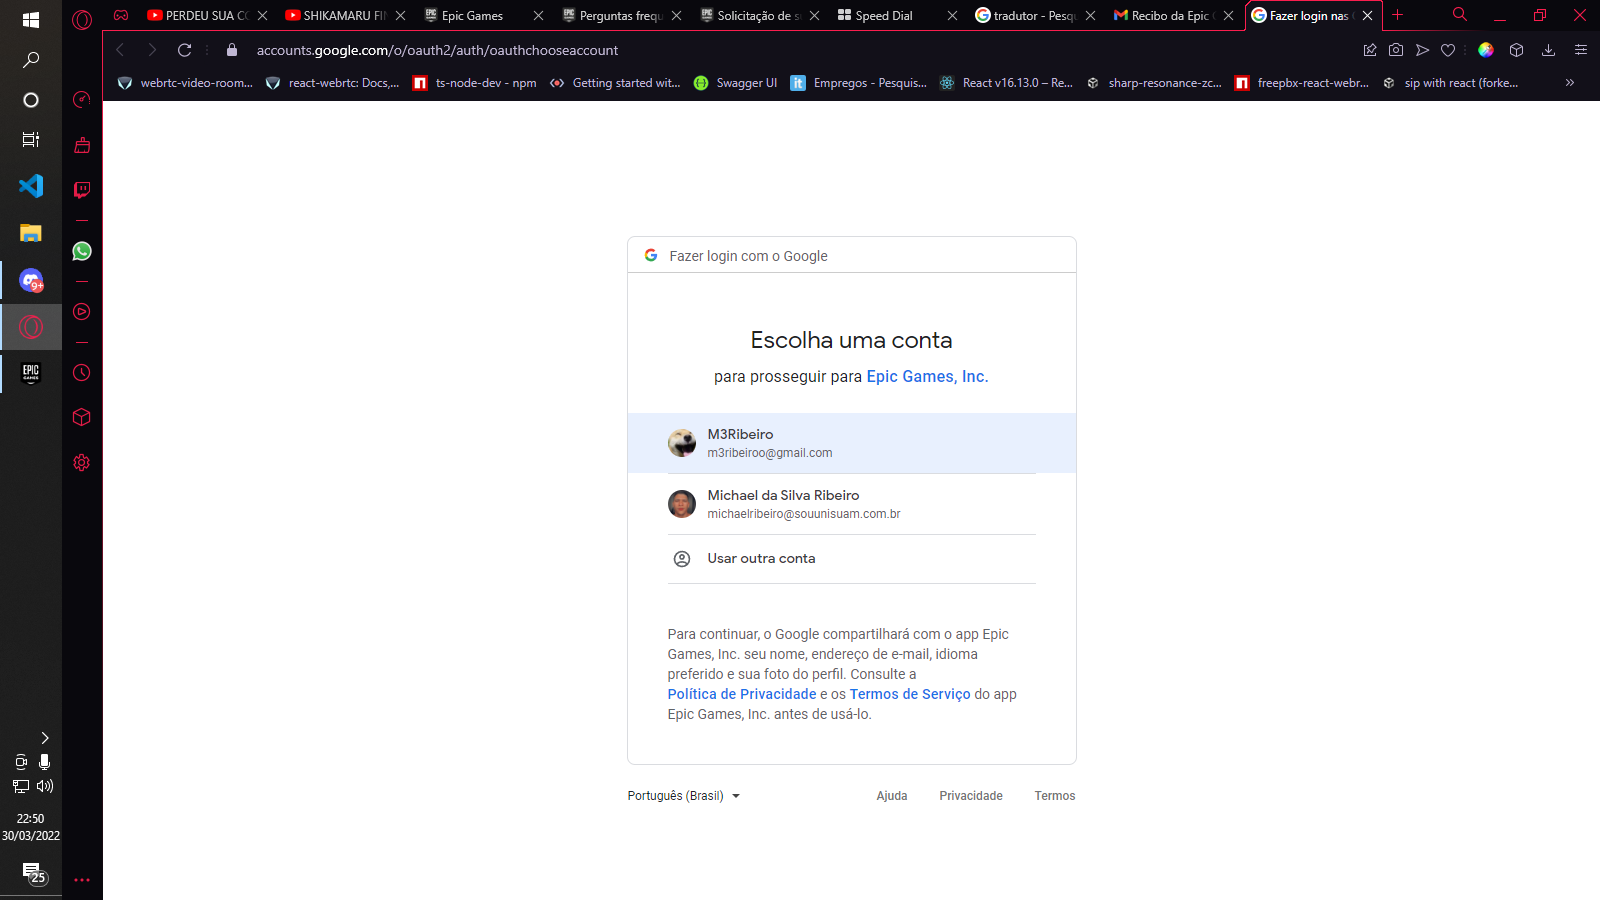 PERDEU SUA CO
SHIKAMARU FIN
Epic Games
Perguntas frequ
Solicitação de s
Speed Dial
tradutor - Pesqu
Recibo da Epic G
Fazer login nas C
accounts.google.com/o/oauth2/auth/oauthchooseaccount
webrtc-video-room...
react-webrtc: Docs,...
ts-node-dev - npm
Getting started wit...
Swagger UI
Empregos - Pesquis...
React v16.13.0 – Re...
sharp-resonance-zc...
freepbx-react-webr...
sip with react (forke...
Fazer login com o Google
Escolha uma conta
para prosseguir para Epic Games, Inc.
M3Ribeiro
m3ribeiroo@gmail.com
Michael da Silva Ribeiro
michaelribeiro@souunisuam.com.br
Usar outra conta
Para continuar, o Google compartilhará com o app Epic
Games, Inc. seu nome, endereço de e-mail, idioma
preferido e sua foto do perfil. Consulte a
Política de Privacidade e os Termos de Serviço do app
Epic Games, Inc. antes de usá-lo.
Português (Brasil)
Ajuda
Privacidade
Termos
9+
EPIC
GAMES
22:50
30/03/2022
25